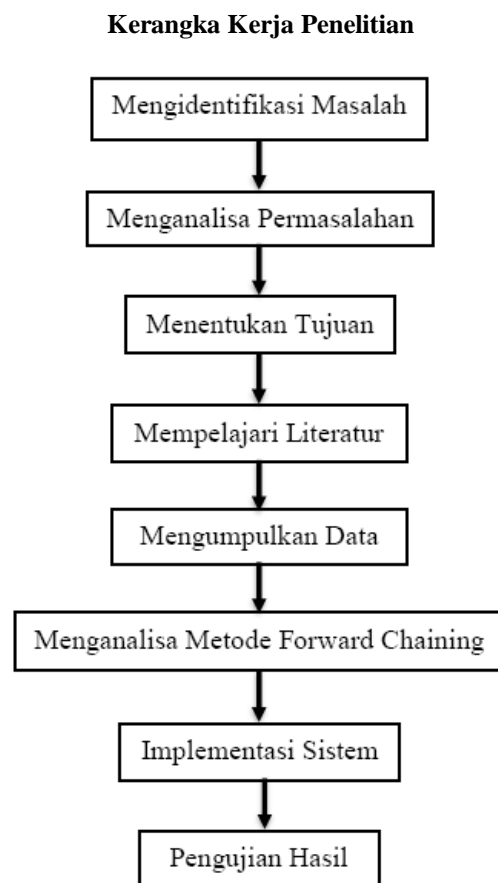 Kerangka Kerja Penelitian
Mengidentifikasi Masalah
Menganalisa Permasalahan
Menentukan Tujuan
Mempelajari Literatur
Mengumpulkan Data
Menganalisa Metode Forward Chaining
Implementasi Sistem
Pengujian Hasil